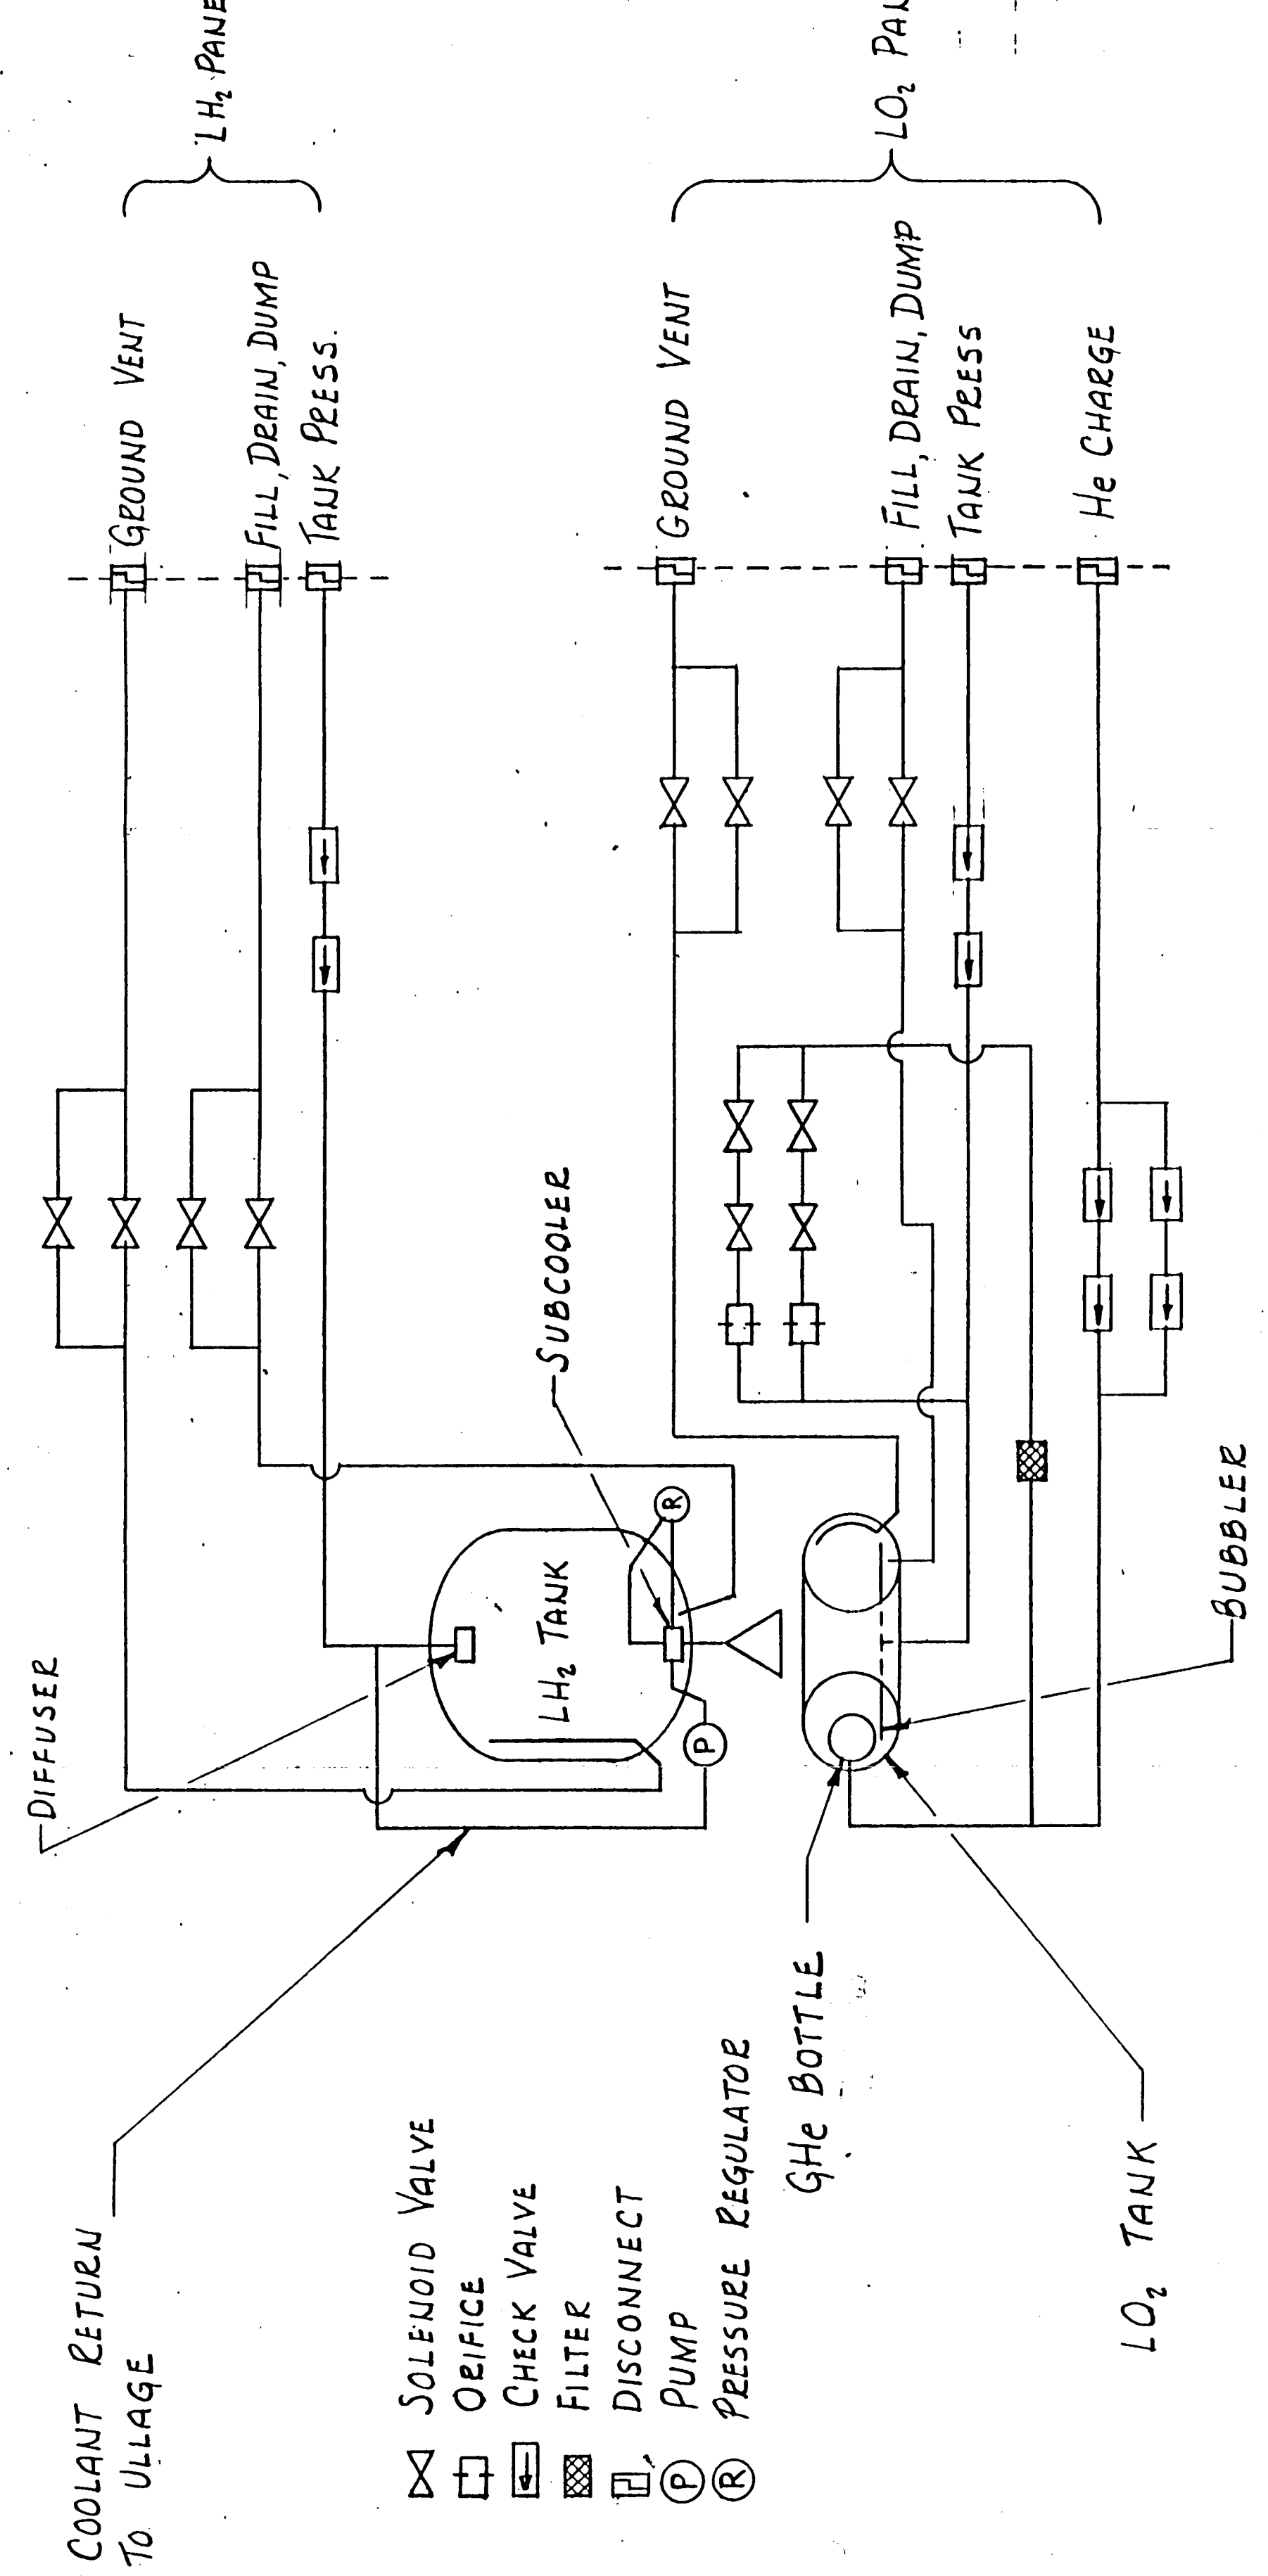 LH₂ PANE
GROUND VENT
FILL, DRAIN, DUMP
TANK PRESS.
LO₂ PAN
GROUND VENT
FILL, DRAIN, DUMP
TANK PRESS
He CHARGE
DIFFUSER
SUBCOOLER
LH₂ TANK
R
P
BUBBLER
COOLANT RETURN
TO ULLAGE
GHe BOTTLE
LO₂ TANK
SOLENOID VALVE
ORIFICE
CHECK VALVE
FILTER
DISCONNECT
P PUMP
R PRESSURE REGULATOR